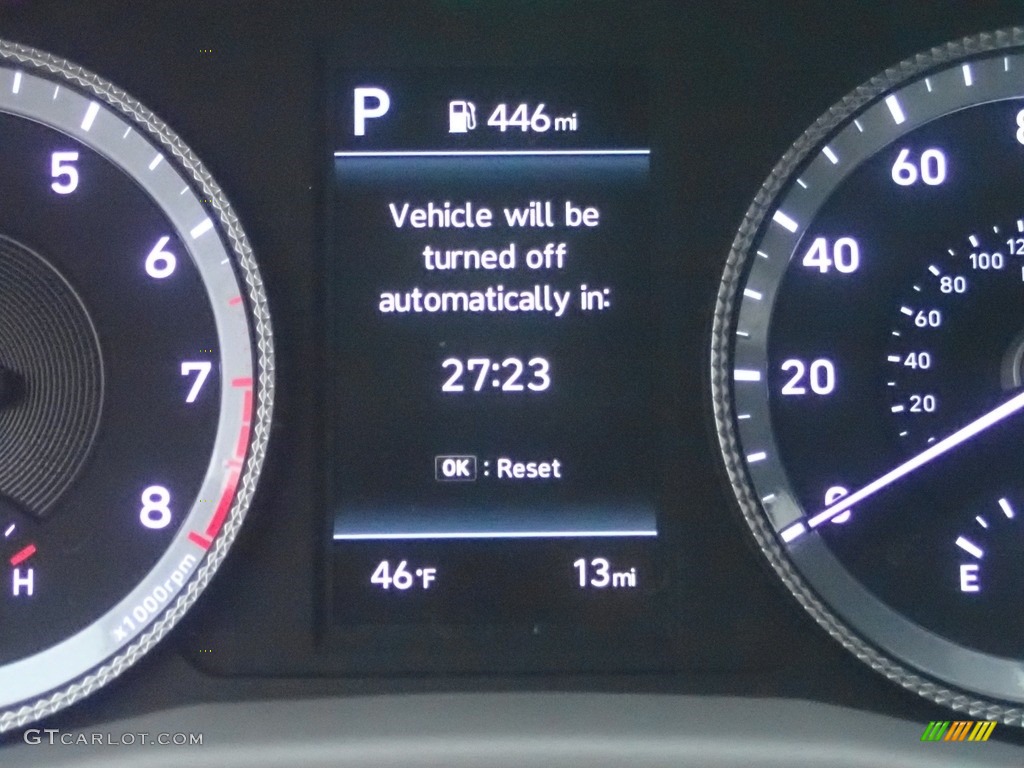 P 446mi
Vehicle will be
turned off
automatically in:
27:23
OK : Reset
46°F 13mi
5
6
7
8
x1000rpm
H
60
40
20
0
100
80
60
40
20
E
GTCARLOT.COM